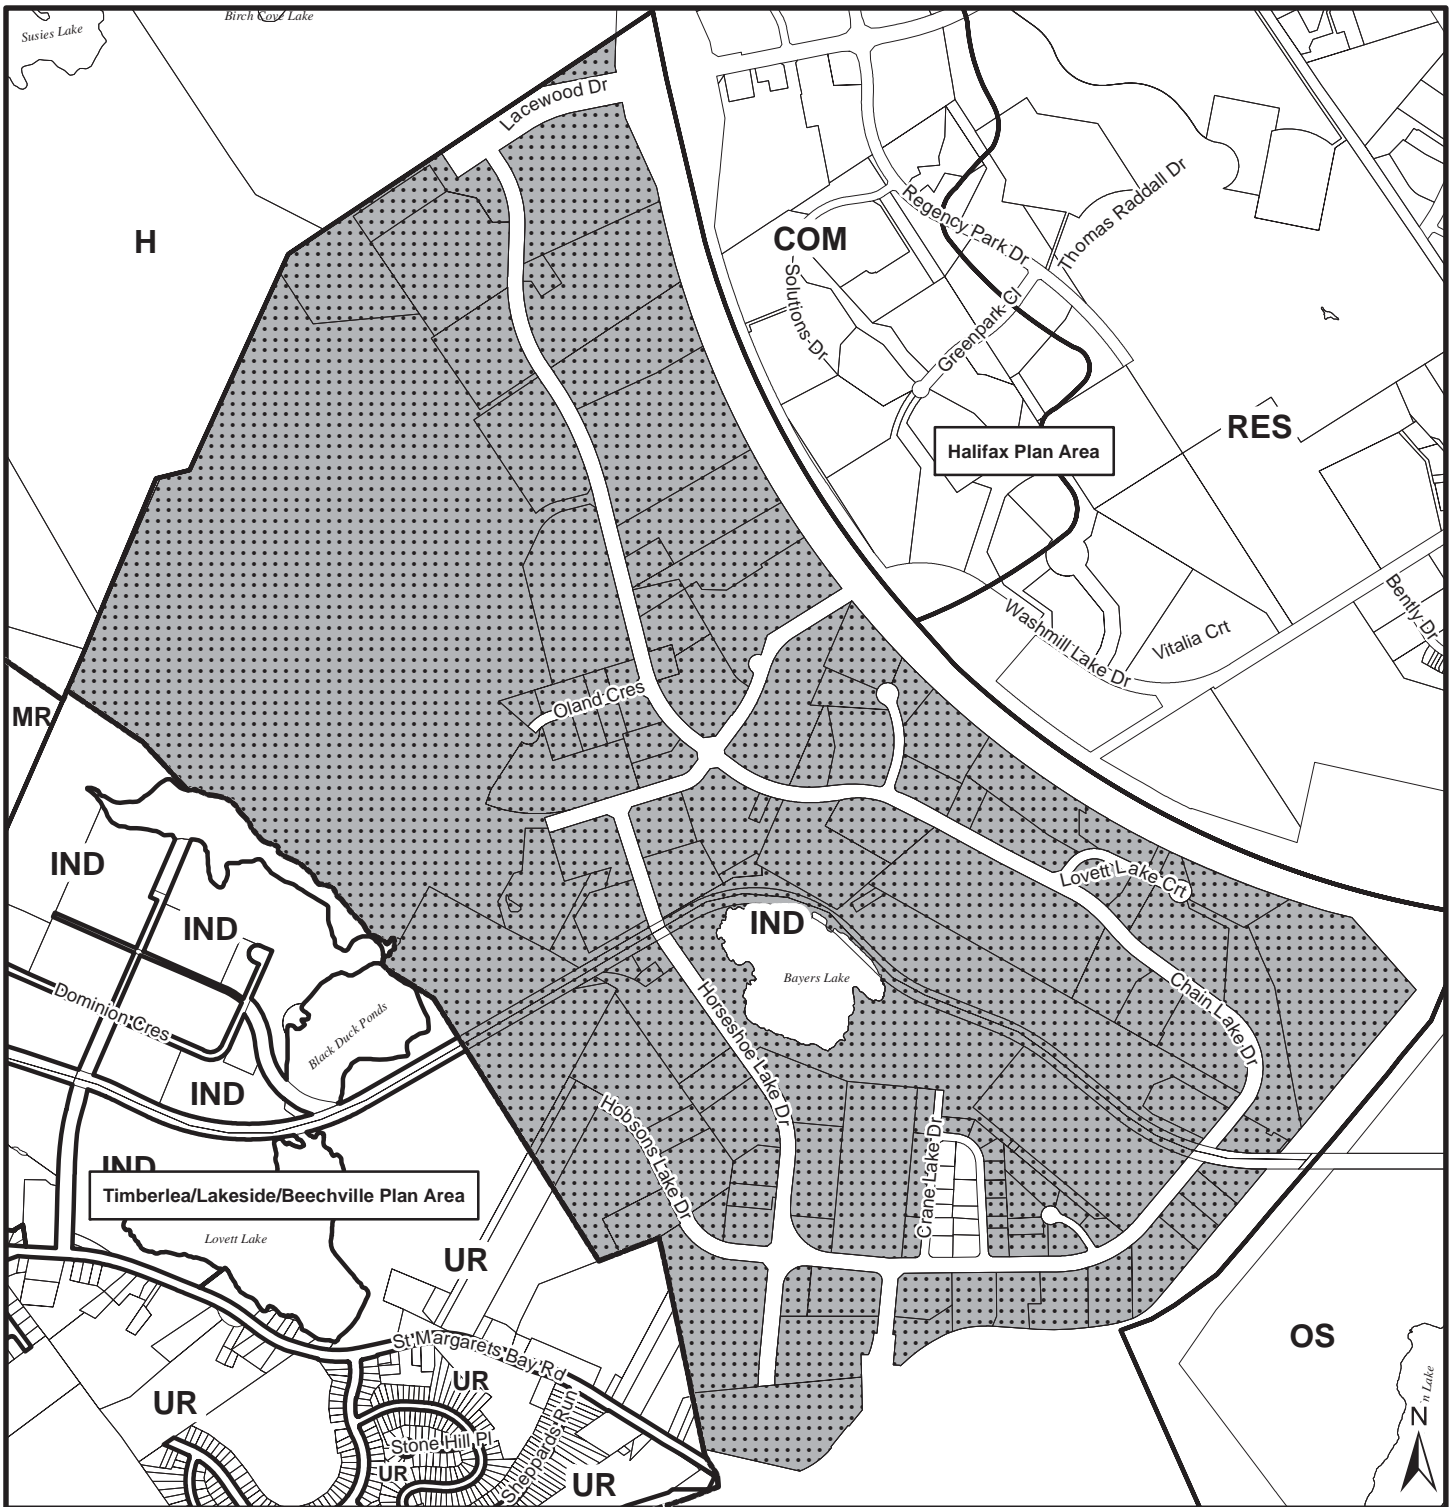 Birch Cove Lake
Susies Lake
Lacewood Dr
H
COM
Regency Park Dr
Thomas Raddall Dr
Solutions Dr
Greenpark Cl
RES
Halifax Plan Area
Washmill Lake Dr
Vitalia Crt
Bently Dr
MR
Oland Cres
IND
IND
IND
Lovett Lake Crt
Bayers Lake
Chain Lake Dr
Horseshoe Lake Dr
Dominion Cres
Black Duck Ponds
IND
Hobsons Lake Dr
Crane Lake Dr
IND
Timberlea/Lakeside/Beechville Plan Area
Lovett Lake
UR
OS
St Margarets Bay Rd
UR
UR
Stone Hill Pl
Sheppards Run
UR
UR
n Lake
N